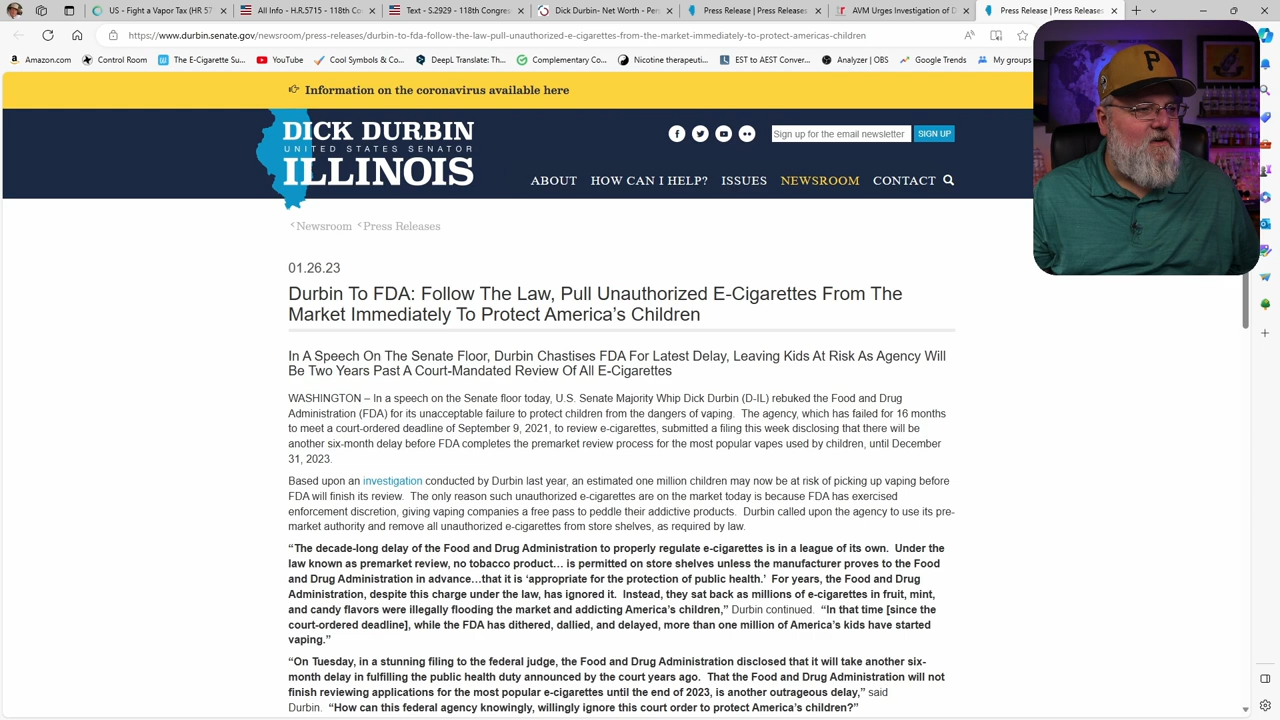 US - Fight a Vapor Tax (HR 57
All Info - H.R.5715 - 118th Co
Text - S.2929 - 118th Congres
Dick Durbin- Net Worth - Per
Press Release | Press Releases
AVM Urges Investigation of D
Press Release | Press Releases
https://www.durbin.senate.gov/newsroom/press-releases/durbin-to-fda-follow-the-law-pull-unauthorized-e-cigarettes-from-the-market-immediately-to-protect-americas-children
Amazon.com
Control Room
The E-Cigarette Su...
YouTube
Cool Symbols & Co...
DeepL Translate: Th...
Complementary Co...
Nicotine therapeuti...
EST to AEST Conver...
Analyzer | OBS
Google Trends
My groups
Information on the coronavirus available here
DICK DURBIN
UNITED STATES SENATOR
ILLINOIS
Sign up for the email newsletter
SIGN UP
ABOUT HOW CAN I HELP? ISSUES NEWSROOM CONTACT
Newsroom Press Releases
01.26.23
Durbin To FDA: Follow The Law, Pull Unauthorized E-Cigarettes From The
Market Immediately To Protect America's Children
In A Speech On The Senate Floor, Durbin Chastises FDA For Latest Delay, Leaving Kids At Risk As Agency Will
Be Two Years Past A Court-Mandated Review Of All E-Cigarettes
WASHINGTON – In a speech on the Senate floor today, U.S. Senate Majority Whip Dick Durbin (D-IL) rebuked the Food and Drug
Administration (FDA) for its unacceptable failure to protect children from the dangers of vaping. The agency, which has failed for 16 months
to meet a court-ordered deadline of September 9, 2021, to review e-cigarettes, submitted a filing this week disclosing that there will be
another six-month delay before FDA completes the premarket review process for the most popular vapes used by children, until December
31, 2023.
Based upon an investigation conducted by Durbin last year, an estimated one million children may now be at risk of picking up vaping before
FDA will finish its review. The only reason such unauthorized e-cigarettes are on the market today is because FDA has exercised
enforcement discretion, giving vaping companies a free pass to peddle their addictive products. Durbin called upon the agency to use its pre-
market authority and remove all unauthorized e-cigarettes from store shelves, as required by law.
“The decade-long delay of the Food and Drug Administration to properly regulate e-cigarettes is in a league of its own. Under the
law known as premarket review, no tobacco product… is permitted on store shelves unless the manufacturer proves to the Food
and Drug Administration in advance…that it is ‘appropriate for the protection of public health.’ For years, the Food and Drug
Administration, despite this charge under the law, has ignored it. Instead, they sat back as millions of e-cigarettes in fruit, mint,
and candy flavors were illegally flooding the market and addicting America’s children,” Durbin continued. “In that time [since the
court-ordered deadline], while the FDA has dithered, dallied, and delayed, more than one million of America’s kids have started
vaping.”
“On Tuesday, in a stunning filing to the federal judge, the Food and Drug Administration disclosed that it will take another six-
month delay in fulfilling the public health duty announced by the court years ago. That the Food and Drug Administration will not
finish reviewing applications for the most popular e-cigarettes until the end of 2023, is another outrageous delay,” said
Durbin. “How can this federal agency knowingly, willingly ignore this court order to protect America’s children?”
P